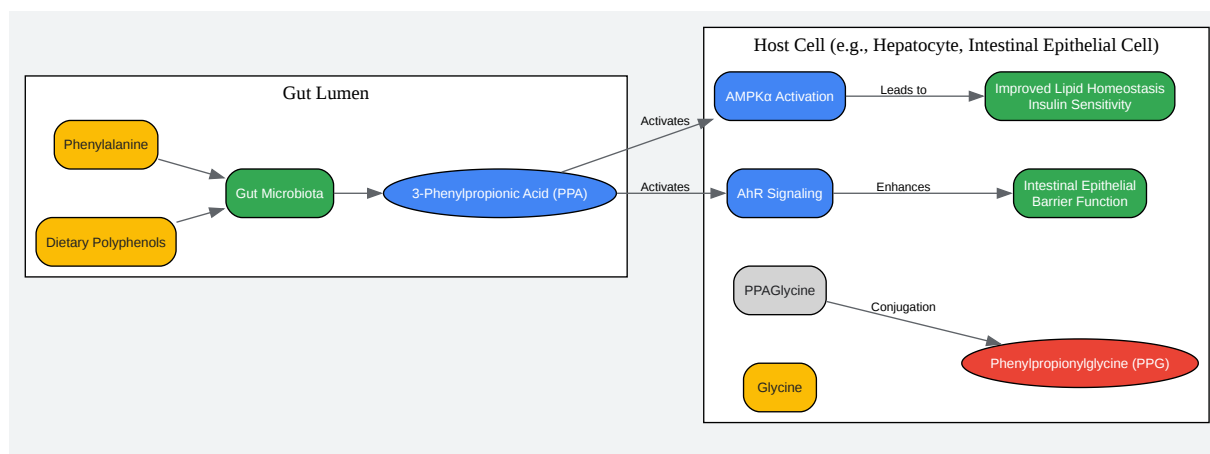 Gut Lumen
Phenylalanine
Dietary Polyphenols
Gut Microbiota
3-Phenylpropionic Acid (PPA)
Activates
Activates
Host Cell (e.g., Hepatocyte, Intestinal Epithelial Cell)
AMPKα Activation
Leads to
Improved Lipid Homeostasis
Insulin Sensitivity
AhR Signaling
Enhances
Intestinal Epithelial
Barrier Function
PPAGlycine
Conjugation
Phenylpropionylglycine (PPG)
Glycine